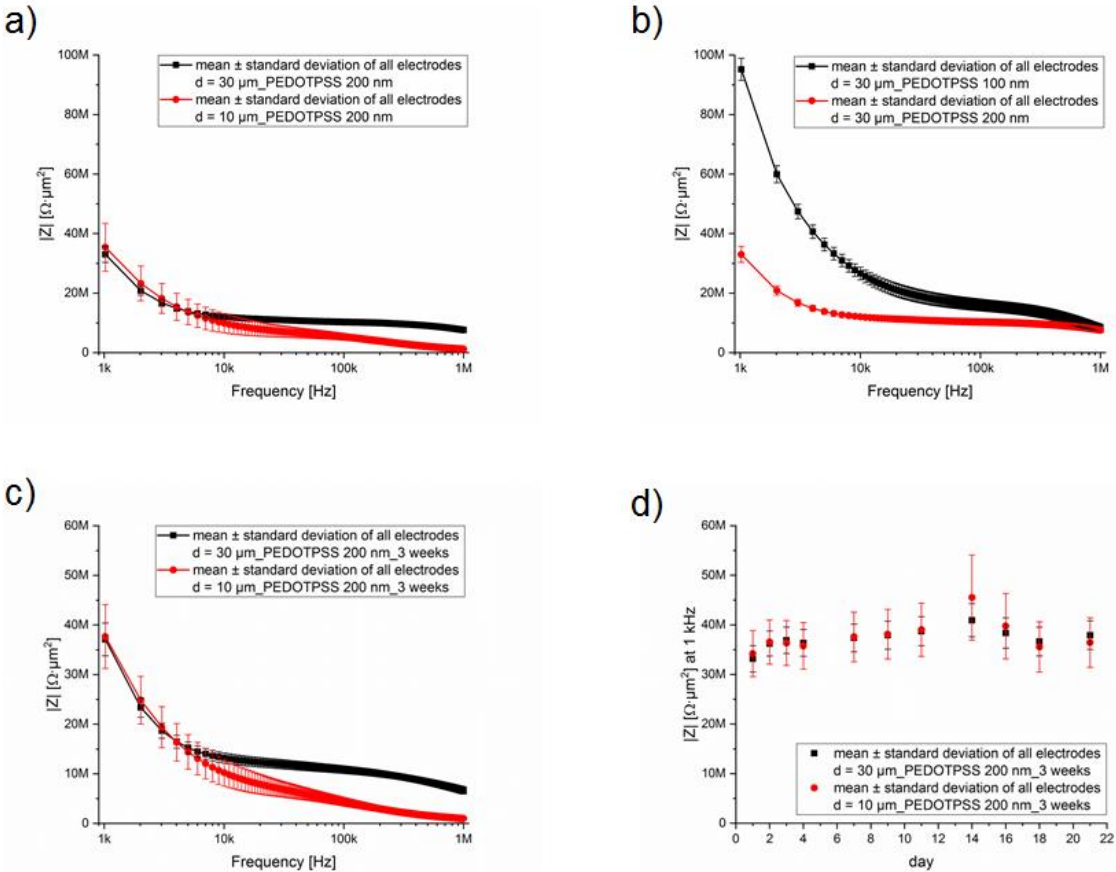 a)
100M
80M
60M
40M
20M
0
|Z| [Ω·µm²]
mean ± standard deviation of all electrodes
d = 30 µm_PEDOTPSS 200 nm
mean ± standard deviation of all electrodes
d = 10 µm_PEDOTPSS 200 nm
1k 10k 100k 1M
Frequency [Hz]
b)
100M
80M
60M
40M
20M
0
|Z| [Ω·µm²]
mean ± standard deviation of all electrodes
d = 30 µm_PEDOTPSS 100 nm
mean ± standard deviation of all electrodes
d = 30 µm_PEDOTPSS 200 nm
1k 10k 100k 1M
Frequency [Hz]
c)
60M
50M
40M
30M
20M
10M
0
|Z| [Ω·µm²]
mean ± standard deviation of all electrodes
d = 30 µm_PEDOTPSS 200 nm_3 weeks
mean ± standard deviation of all electrodes
d = 10 µm_PEDOTPSS 200 nm_3 weeks
1k 10k 100k 1M
Frequency [Hz]
d)
60M
50M
40M
30M
20M
10M
0
|Z| [Ω·µm²] at 1 kHz
mean ± standard deviation of all electrodes
d = 30 µm_PEDOTPSS 200 nm_3 weeks
mean ± standard deviation of all electrodes
d = 10 µm_PEDOTPSS 200 nm_3 weeks
0 2 4 6 8 10 12 14 16 18 20 22
day